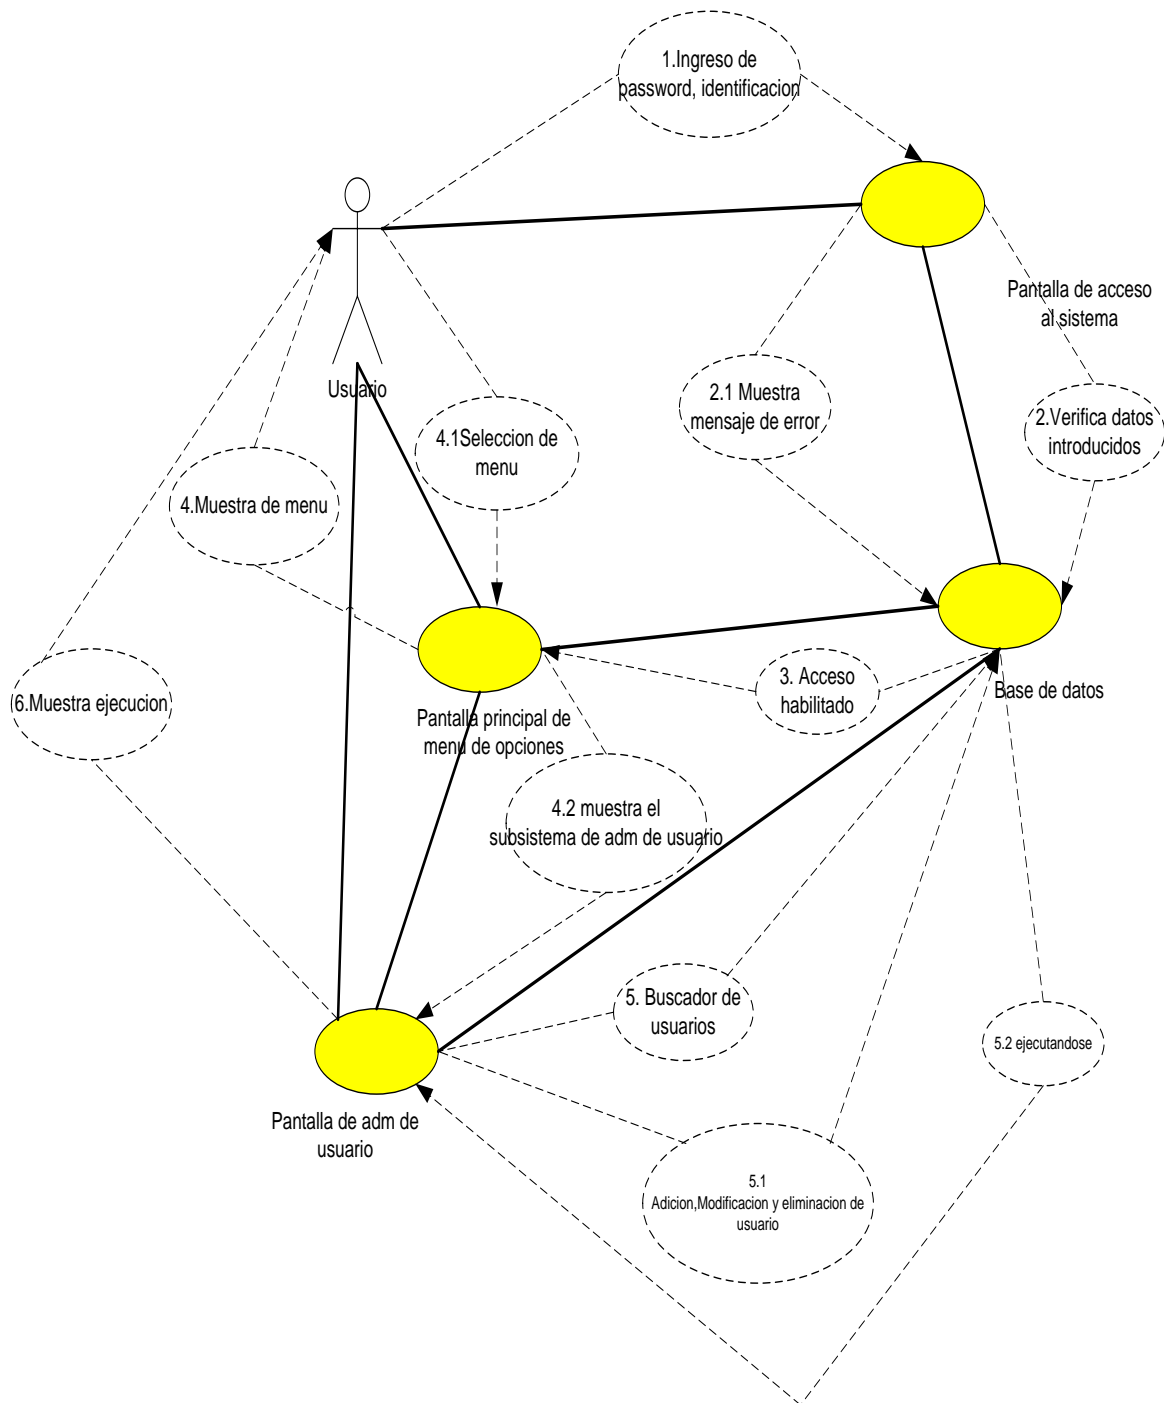 1.Ingreso de
password, identificacion
Pantalla de acceso
al sistema
Usuario
2.1 Muestra
mensaje de error
2.Verifica datos
introducidos
4.1Seleccion de
menu
4.Muestra de menu
3. Acceso
habilitado
Base de datos
6.Muestra ejecucion
Pantalla principal de
menu de opciones
4.2 muestra el
subsistema de adm de usuario
5. Buscador de
usuarios
5.2 ejecutandose
Pantalla de adm de
usuario
5.1
Adicion,Modificacion y eliminacion de
usuario